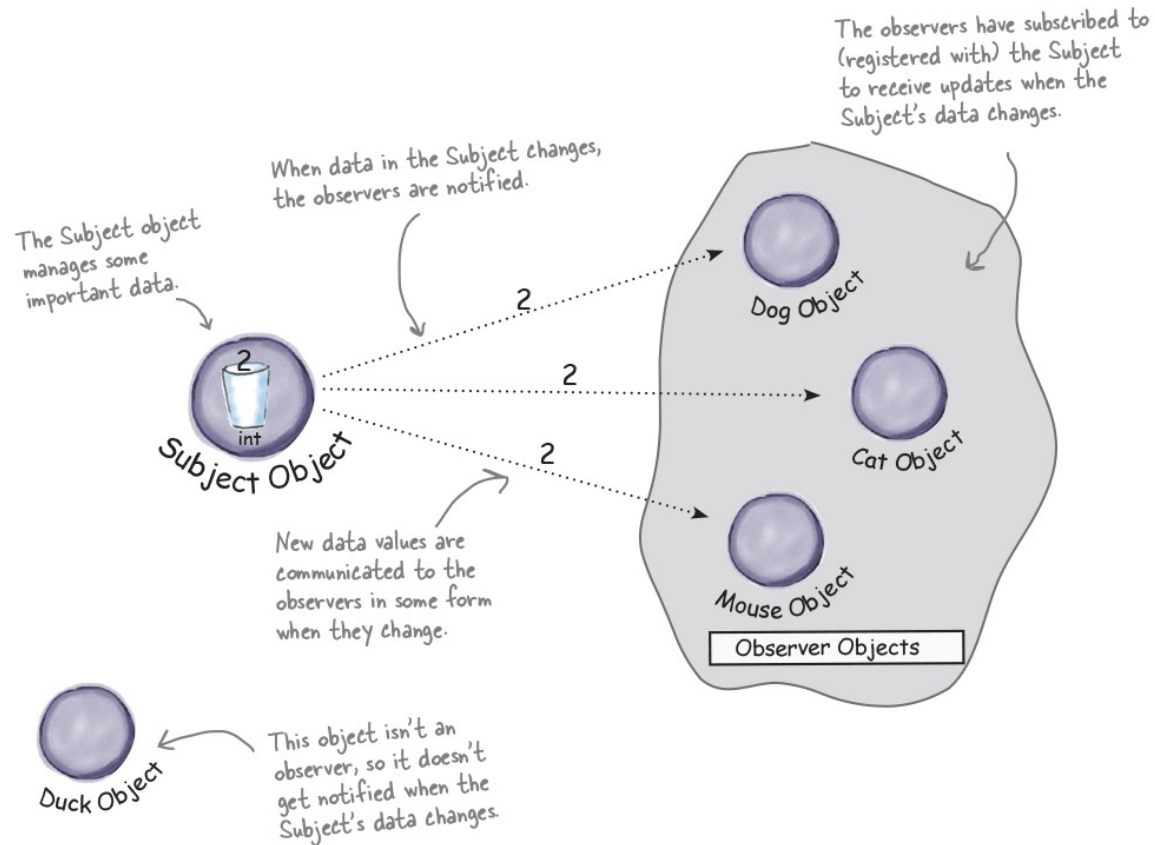 The observers have subscribed to
(registered with) the Subject
to receive updates when the
Subject's data changes.
When data in the Subject changes,
the observers are notified.
The Subject object
manages some
important data.
2
int
Subject Object
2
2
2
Dog Object
Cat Object
Mouse Object
Observer Objects
New data values are
communicated to the
observers in some form
when they change.
Duck Object
This object isn't an
observer, so it doesn't
get notified when the
Subject's data changes.